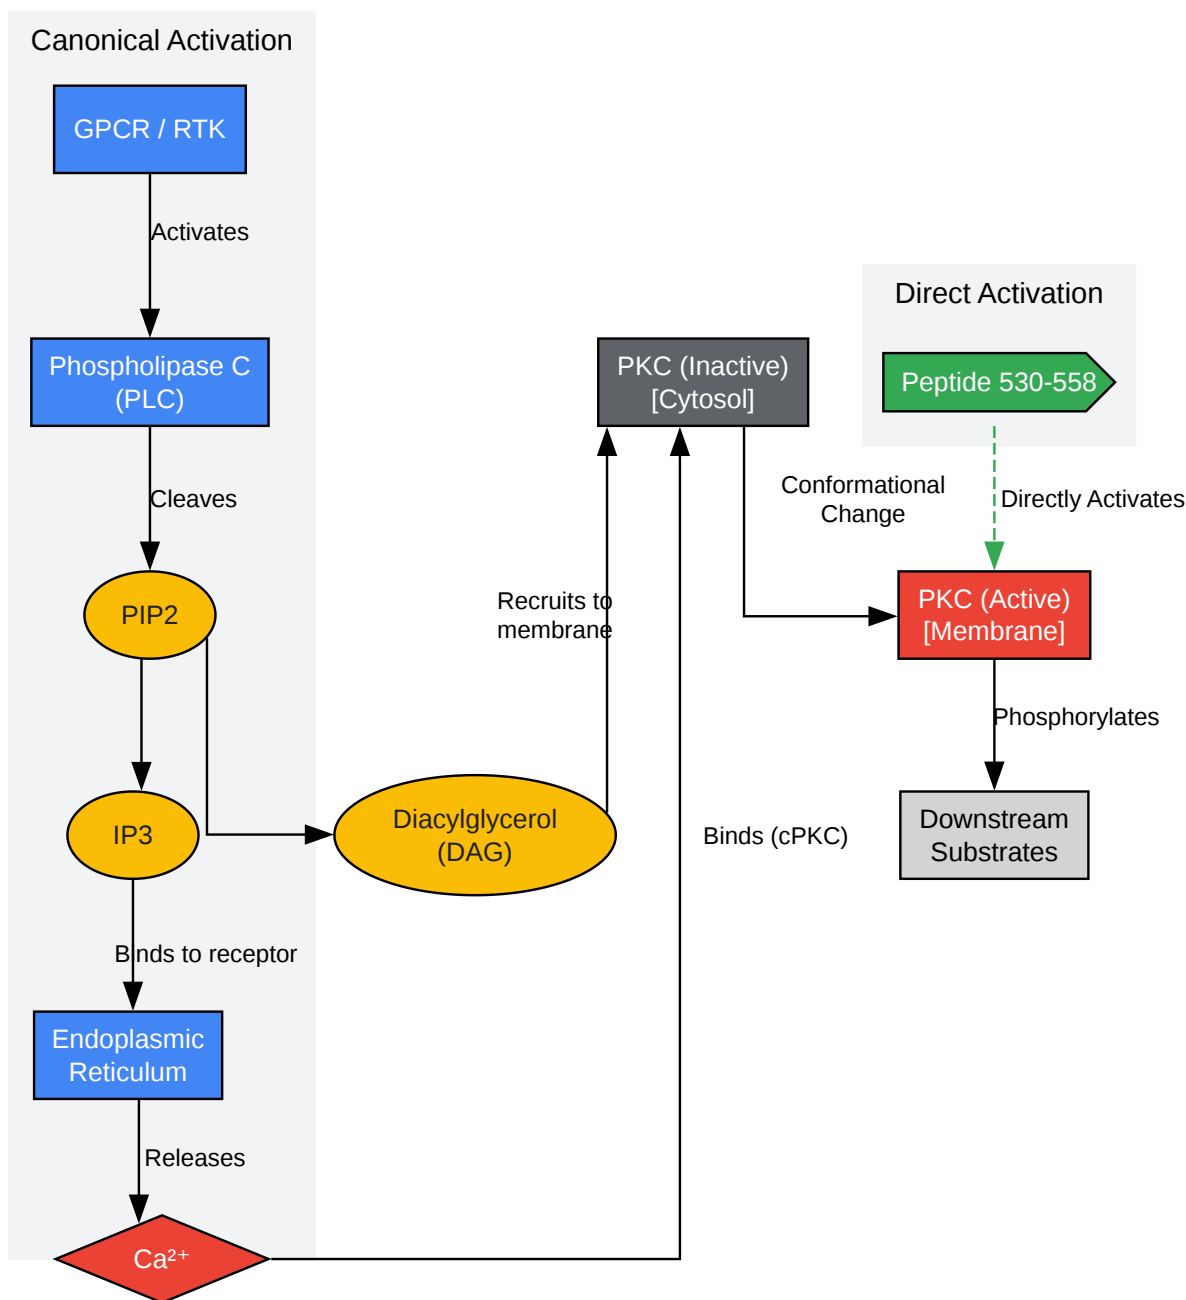 Canonical Activation
GPCR / RTK
Activates
Phospholipase C
(PLC)
Cleaves
PIP2
IP3
Binds to receptor
Endoplasmic
Reticulum
Releases
Ca²⁺
Diacylglycerol
(DAG)
Recruits to
membrane
Binds (cPKC)
PKC (Inactive)
[Cytosol]
Conformational
Change
Direct Activation
Peptide 530-558
Directly Activates
PKC (Active)
[Membrane]
Phosphorylates
Downstream
Substrates